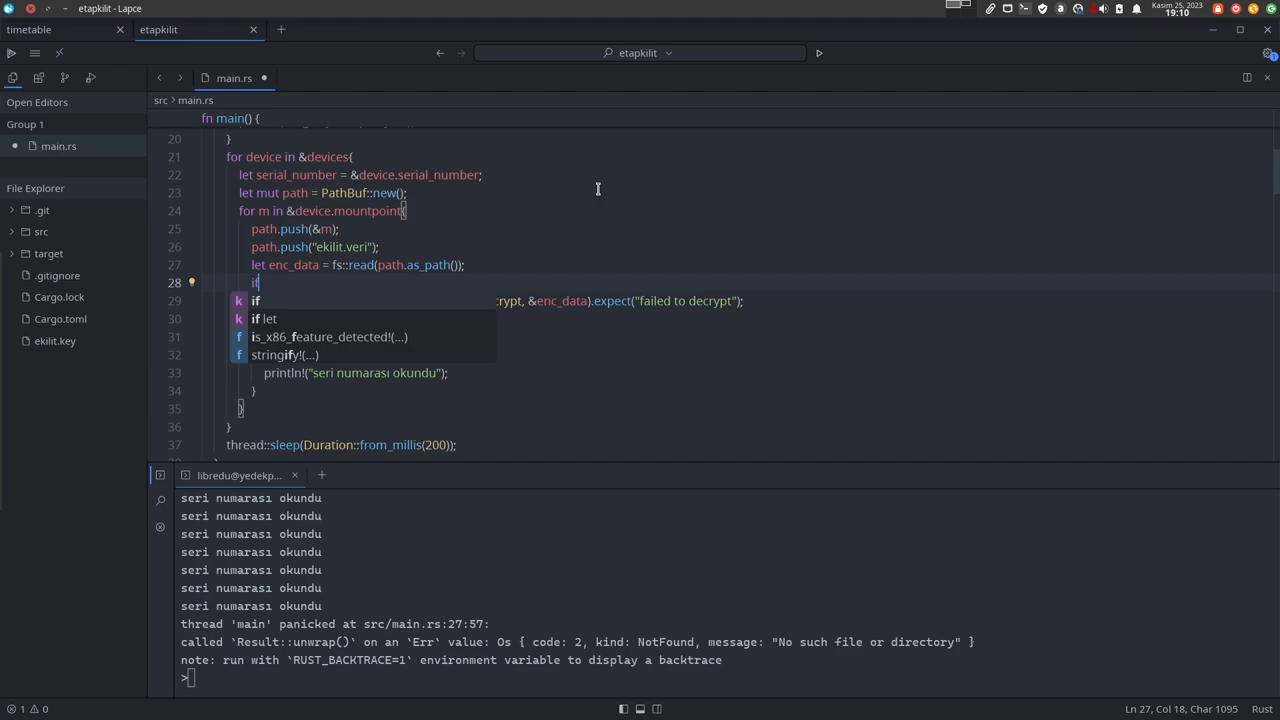 etapkilit - Lapce
Kasım 25, 2023
19:10
timetable
etapkilit
etapkilit
main.rs
Open Editors
Group 1
main.rs
File Explorer
.git
src
target
.gitignore
Cargo.lock
Cargo.toml
ekilit.key
src > main.rs
fn main() {
20 }
21 for device in &devices{
22 let serial_number = &device.serial_number;
23 let mut path = PathBuf::new();
24 for m in &device.mountpoint{
25 path.push(&m);
26 path.push("ekilit.veri");
27 let enc_data = fs::read(path.as_path());
28 if
29 crypt, &enc_data).expect("failed to decrypt");
30
31
32
33 println!("seri numarası okundu");
34 }
35 }
36 }
37 thread::sleep(Duration::from_millis(200));
k if
k if let
f is_x86_feature_detected!(...)
f stringify!(...)
libredu@yedekp...
seri numarası okundu
seri numarası okundu
seri numarası okundu
seri numarası okundu
seri numarası okundu
seri numarası okundu
seri numarası okundu
thread 'main' panicked at src/main.rs:27:57:
called `Result::unwrap()` on an `Err` value: Os { code: 2, kind: NotFound, message: "No such file or directory" }
note: run with `RUST_BACKTRACE=1` environment variable to display a backtrace
>
1 0
Ln 27, Col 18, Char 1095
Rust